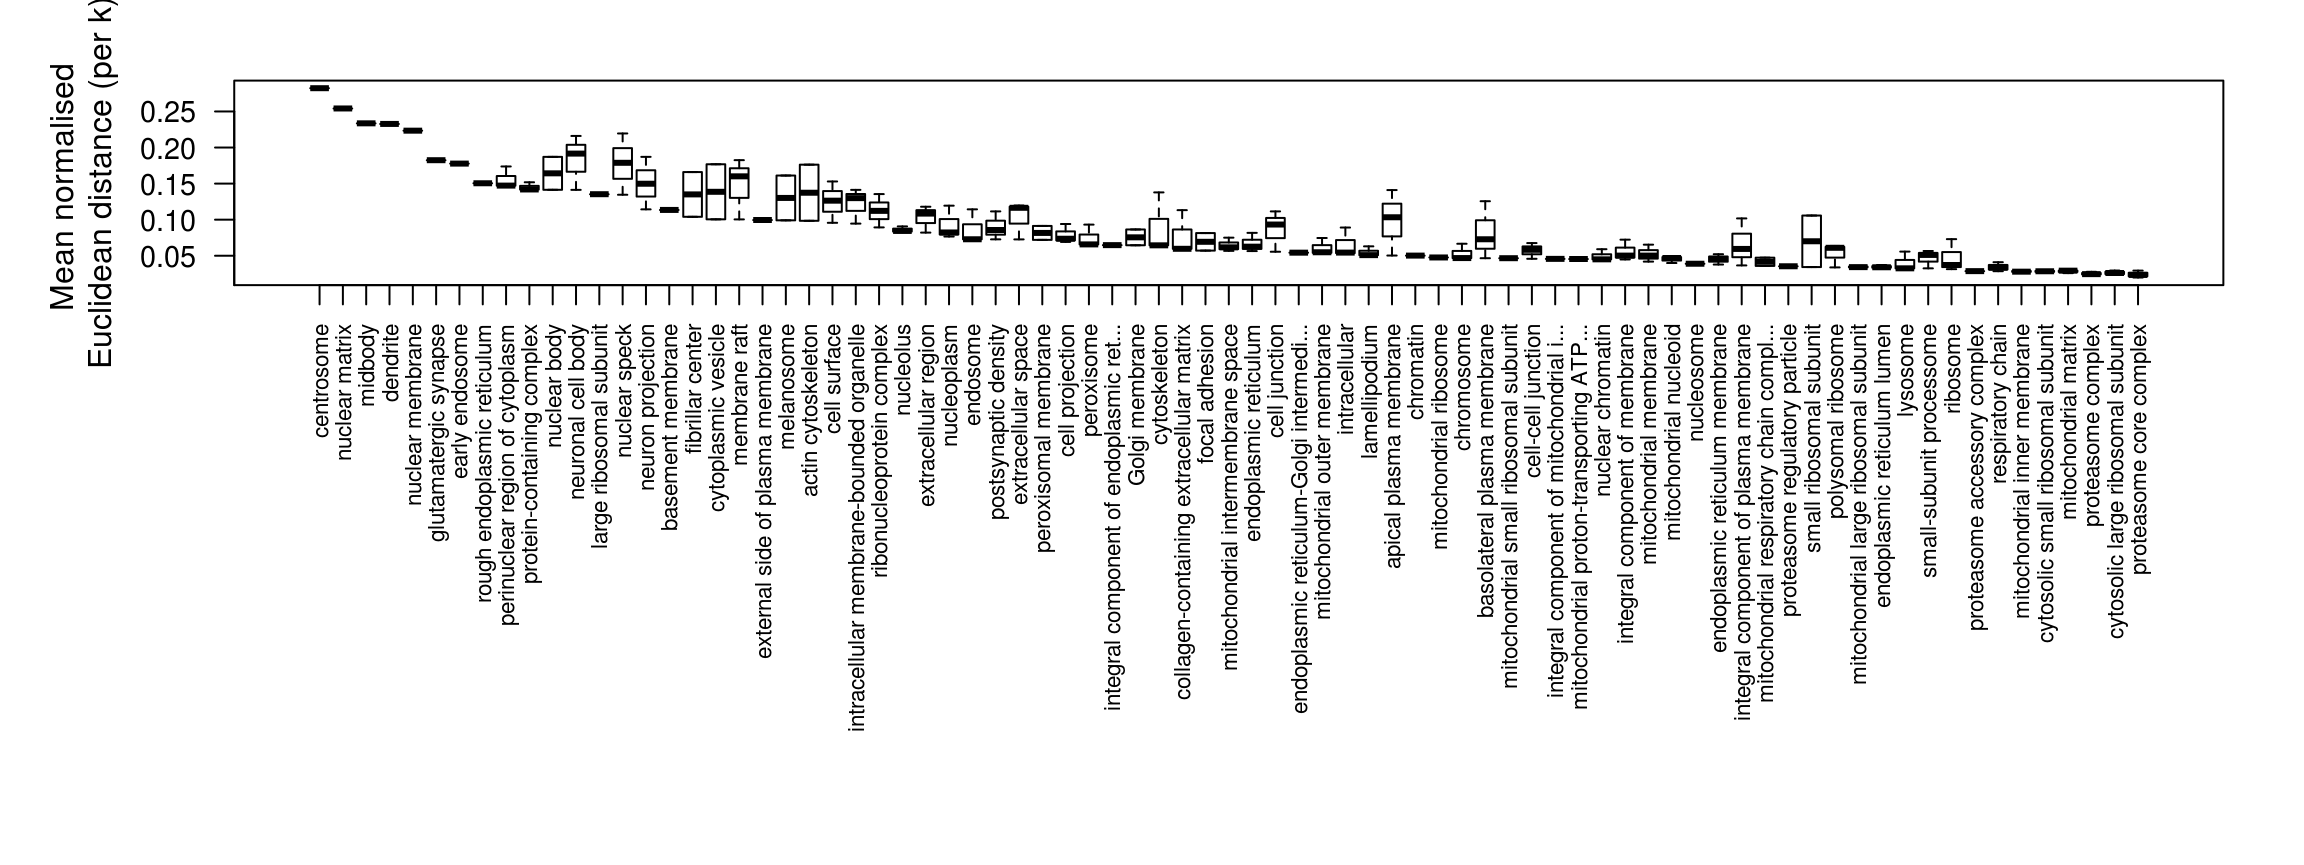 Mean normalised
Euclidean distance (per k)
0.25
0.20
0.15
0.10
0.05
centrosome
nuclear matrix
midbody
dendrite
nuclear membrane
glutamatergic synapse
early endosome
rough endoplasmic reticulum
perinuclear region of cytoplasm
protein-containing complex
nuclear body
neuronal cell body
large ribosomal subunit
nuclear speck
neuron projection
basement membrane
fibrillar center
cytoplasmic vesicle
membrane raft
external side of plasma membrane
melanosome
actin cytoskeleton
cell surface
intracellular membrane-bounded organelle
ribonucleoprotein complex
nucleolus
extracellular region
nucleoplasm
endosome
postsynaptic density
extracellular space
peroxisomal membrane
cell projection
peroxisome
integral component of endoplasmic ret...
Golgi membrane
cytoskeleton
collagen-containing extracellular matrix
focal adhesion
mitochondrial intermembrane space
endoplasmic reticulum
cell junction
endoplasmic reticulum-Golgi intermedi...
mitochondrial outer membrane
intracellular
lamellipodium
apical plasma membrane
chromatin
mitochondrial ribosome
chromosome
basolateral plasma membrane
mitochondrial small ribosomal subunit
cell-cell junction
integral component of mitochondrial i...
mitochondrial proton-transporting ATP...
nuclear chromatin
integral component of membrane
mitochondrial membrane
mitochondrial nucleoid
nucleosome
endoplasmic reticulum membrane
integral component of plasma membrane
mitochondrial respiratory chain compl...
proteasome regulatory particle
small ribosomal subunit
polysomal ribosome
mitochondrial large ribosomal subunit
endoplasmic reticulum lumen
lysosome
small-subunit processome
ribosome
proteasome accessory complex
respiratory chain
mitochondrial inner membrane
cytosolic small ribosomal subunit
mitochondrial matrix
proteasome complex
cytosolic large ribosomal subunit
proteasome core complex